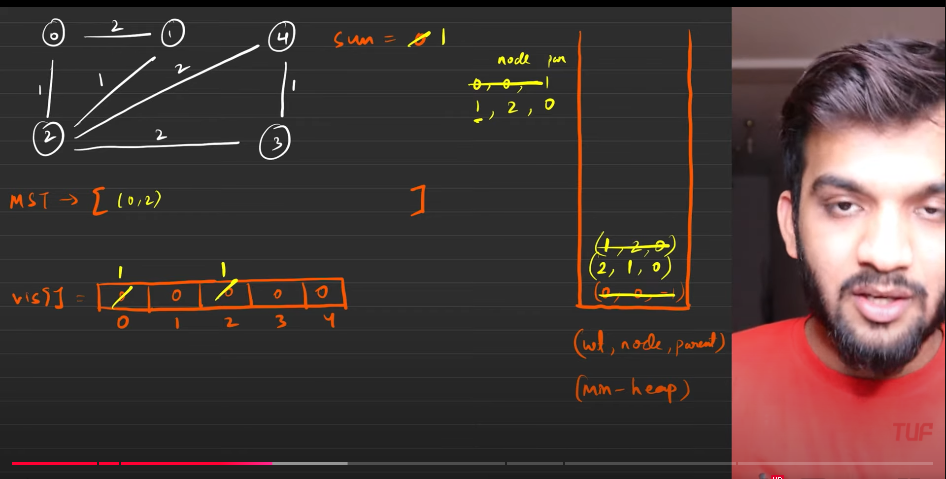 0 2 1 4
1 1 2 1
2 2 3
sum = 0 1
node par
0, 0, -1
1, 2, 0
MST → [ (0,2) ]
(1, 2, 0)
(2, 1, 0)
(0, 0, -1)
1 1
vis[] = 0 0 0 0 0
0 1 2 3 4
(wt, node, parent)
(min-heap)
TUF